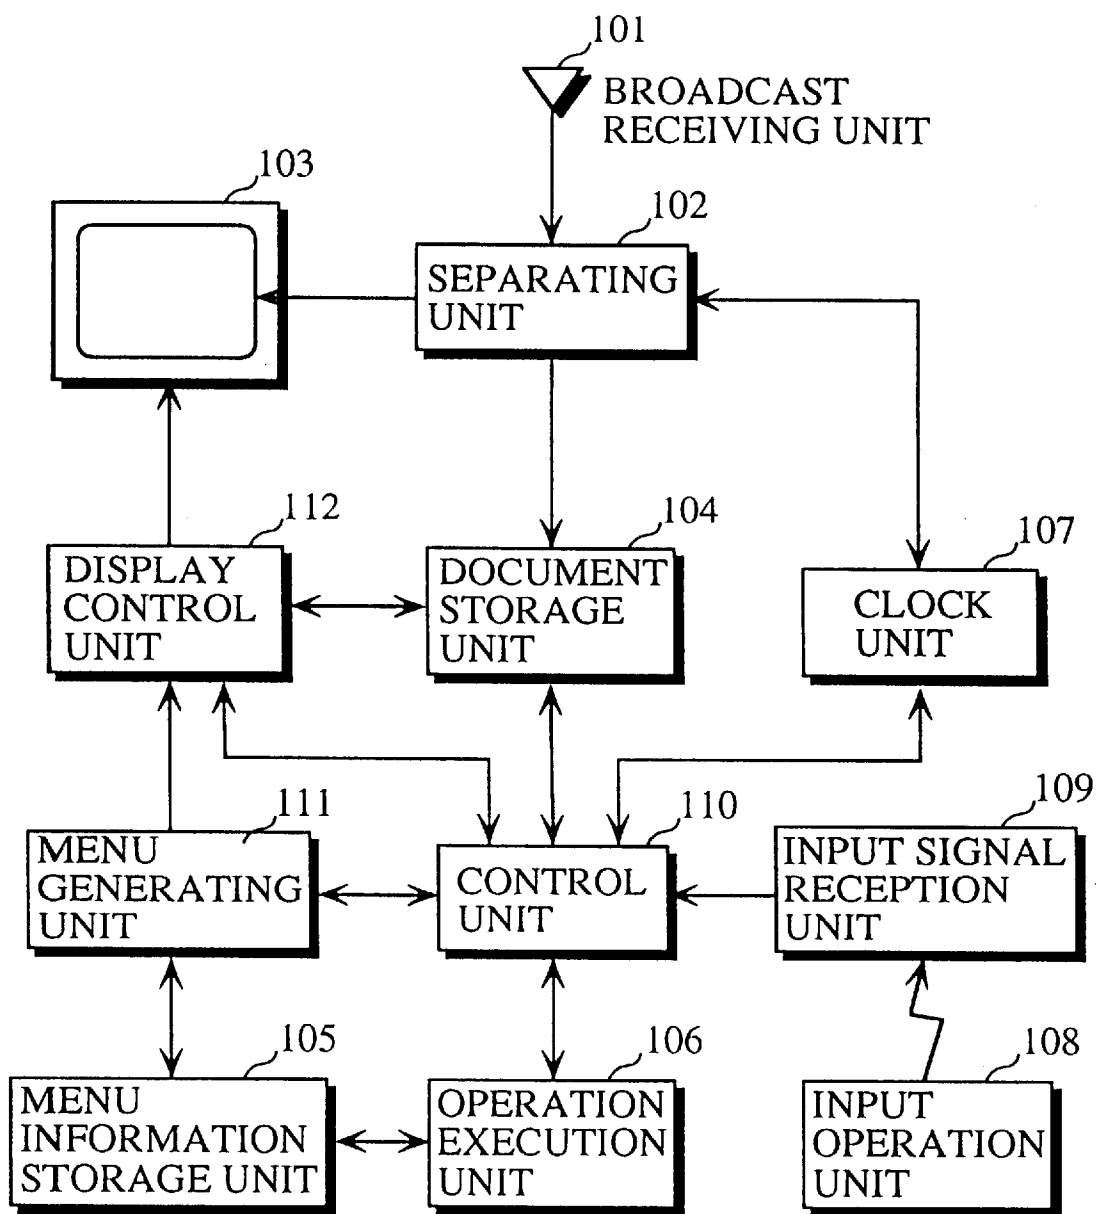 101
BROADCAST
RECEIVING UNIT
103
102
SEPARATING
UNIT
112
104
107
DISPLAY
CONTROL
UNIT
DOCUMENT
STORAGE
UNIT
CLOCK
UNIT
111
110
109
MENU
GENERATING
UNIT
CONTROL
UNIT
INPUT SIGNAL
RECEPTION
UNIT
105
106
108
MENU
INFORMATION
STORAGE UNIT
OPERATION
EXECUTION
UNIT
INPUT
OPERATION
UNIT